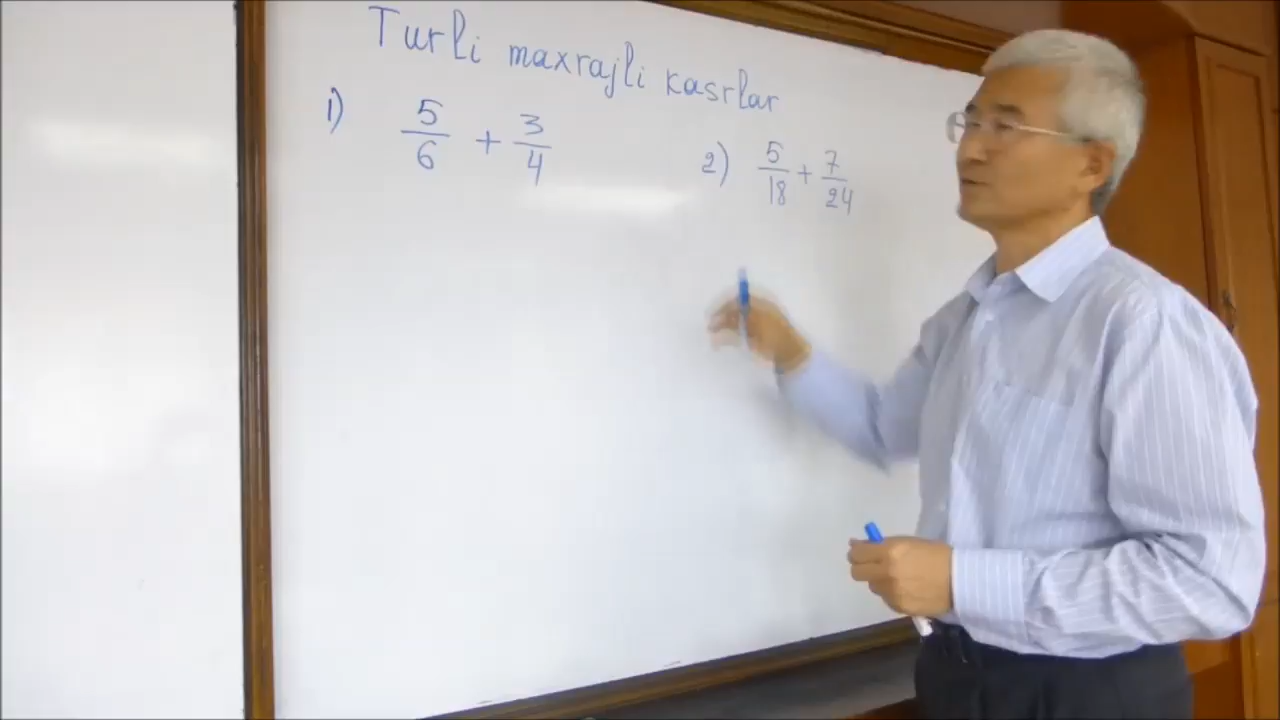 Turli maxrajli kasrlar
1) 5/6 + 3/4
2) 5/18 + 7/24